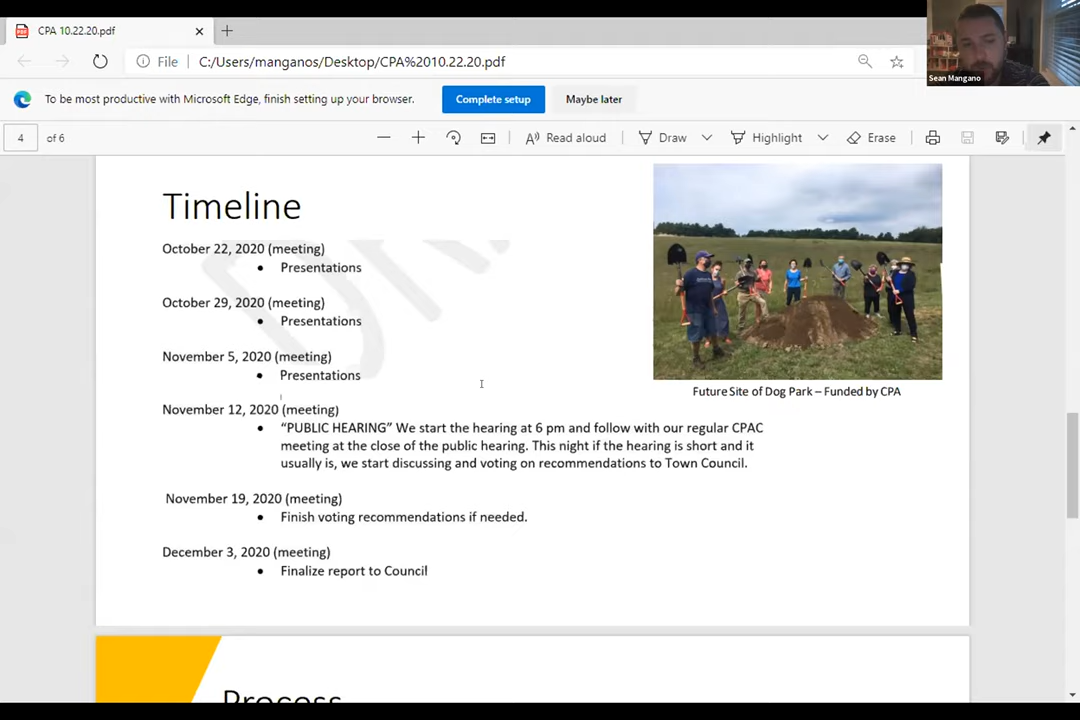 CPA 10.22.20.pdf
File C:/Users/manganos/Desktop/CPA%2010.22.20.pdf
Sean Mangano
To be most productive with Microsoft Edge, finish setting up your browser. Complete setup Maybe later
4 of 6 Read aloud Draw Highlight Erase
Timeline
October 22, 2020 (meeting)
• Presentations
October 29, 2020 (meeting)
• Presentations
November 5, 2020 (meeting)
• Presentations
Future Site of Dog Park – Funded by CPA
November 12, 2020 (meeting)
• “PUBLIC HEARING” We start the hearing at 6 pm and follow with our regular CPAC
meeting at the close of the public hearing. This night if the hearing is short and it
usually is, we start discussing and voting on recommendations to Town Council.
November 19, 2020 (meeting)
• Finish voting recommendations if needed.
December 3, 2020 (meeting)
• Finalize report to Council
Process